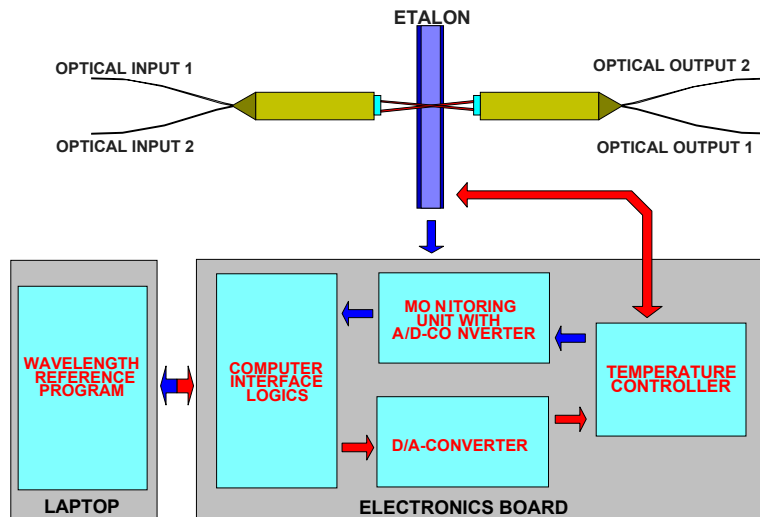 ETALON
OPTICAL INPUT 1
OPTICAL OUTPUT 2
OPTICAL INPUT 2
OPTICAL OUTPUT 1
WAVELENGTH
REFERENCE
PROGRAM
LAPTOP
COMPUTER
INTERFACE
LOGICS
MO NITORING
UNIT WITH
A/D-CO NVERTER
D/A-CONVERTER
TEMPERATURE
CONTROLLER
ELECTRONICS BOARD